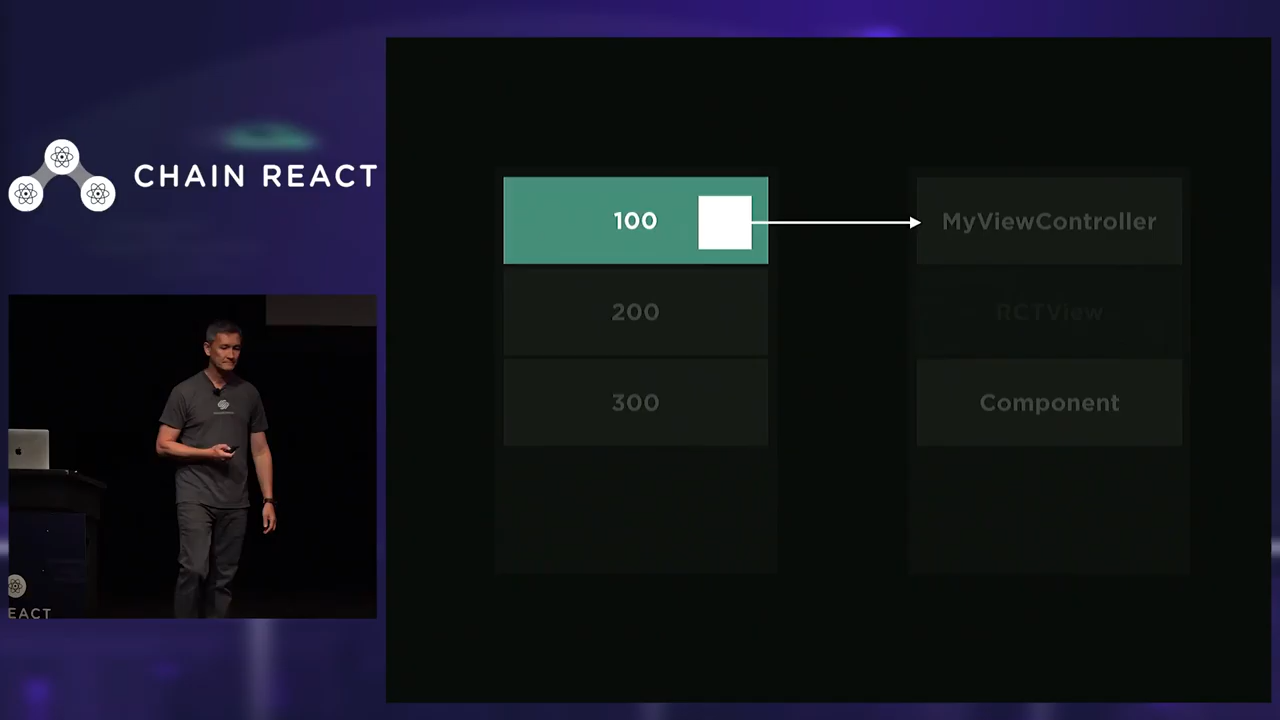 CHAIN REACT
100
MyViewController
200
RCTView
300
Component
EACT